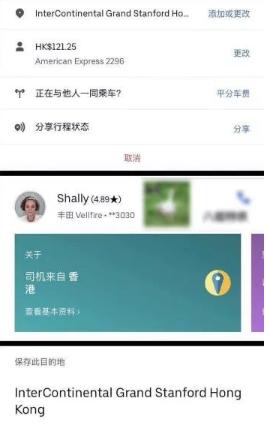 InterContinental Grand Stanford Ho... 添加或更改
HK$121.25
American Express 2296 更改
正在与他人一同乘车? 平分车费
分享行程状态 分享
取消
Shally (4.89★)
丰田 Vellfire • **3030
关于
司机来自 香
港
查看基本资料 >
保存此目的地
InterContinental Grand Stanford Hong
Kong